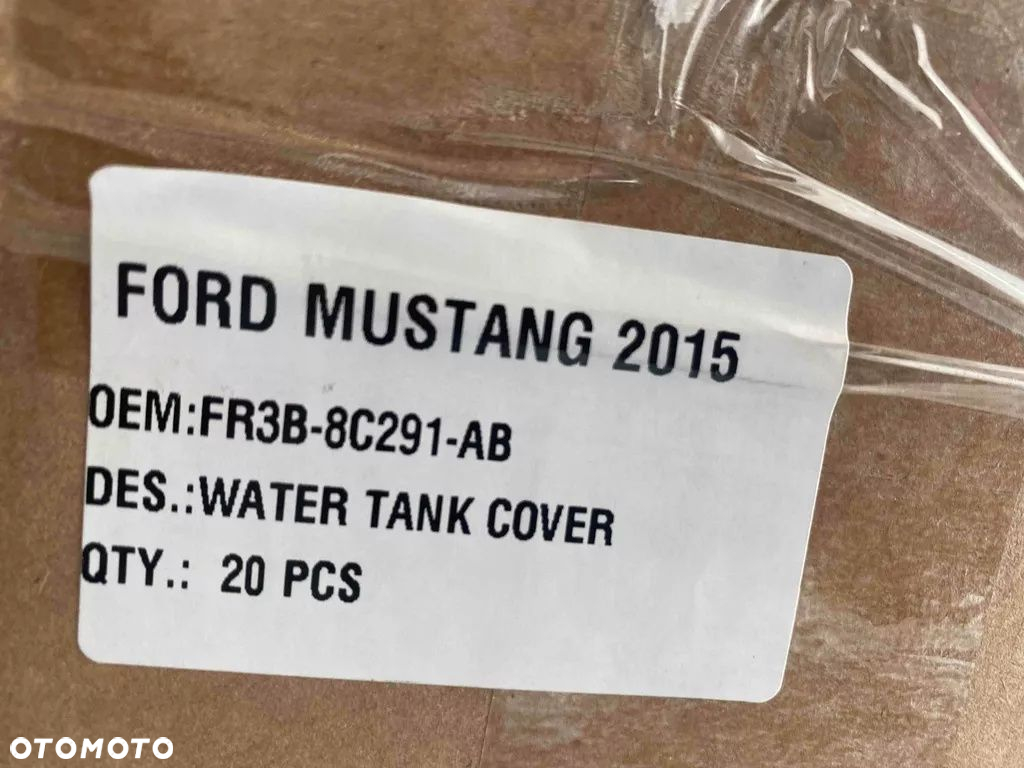 FORD MUSTANG 2015
OEM:FR3B-8C291-AB
DES.:WATER TANK COVER
QTY.: 20 PCS
OTOMOTO